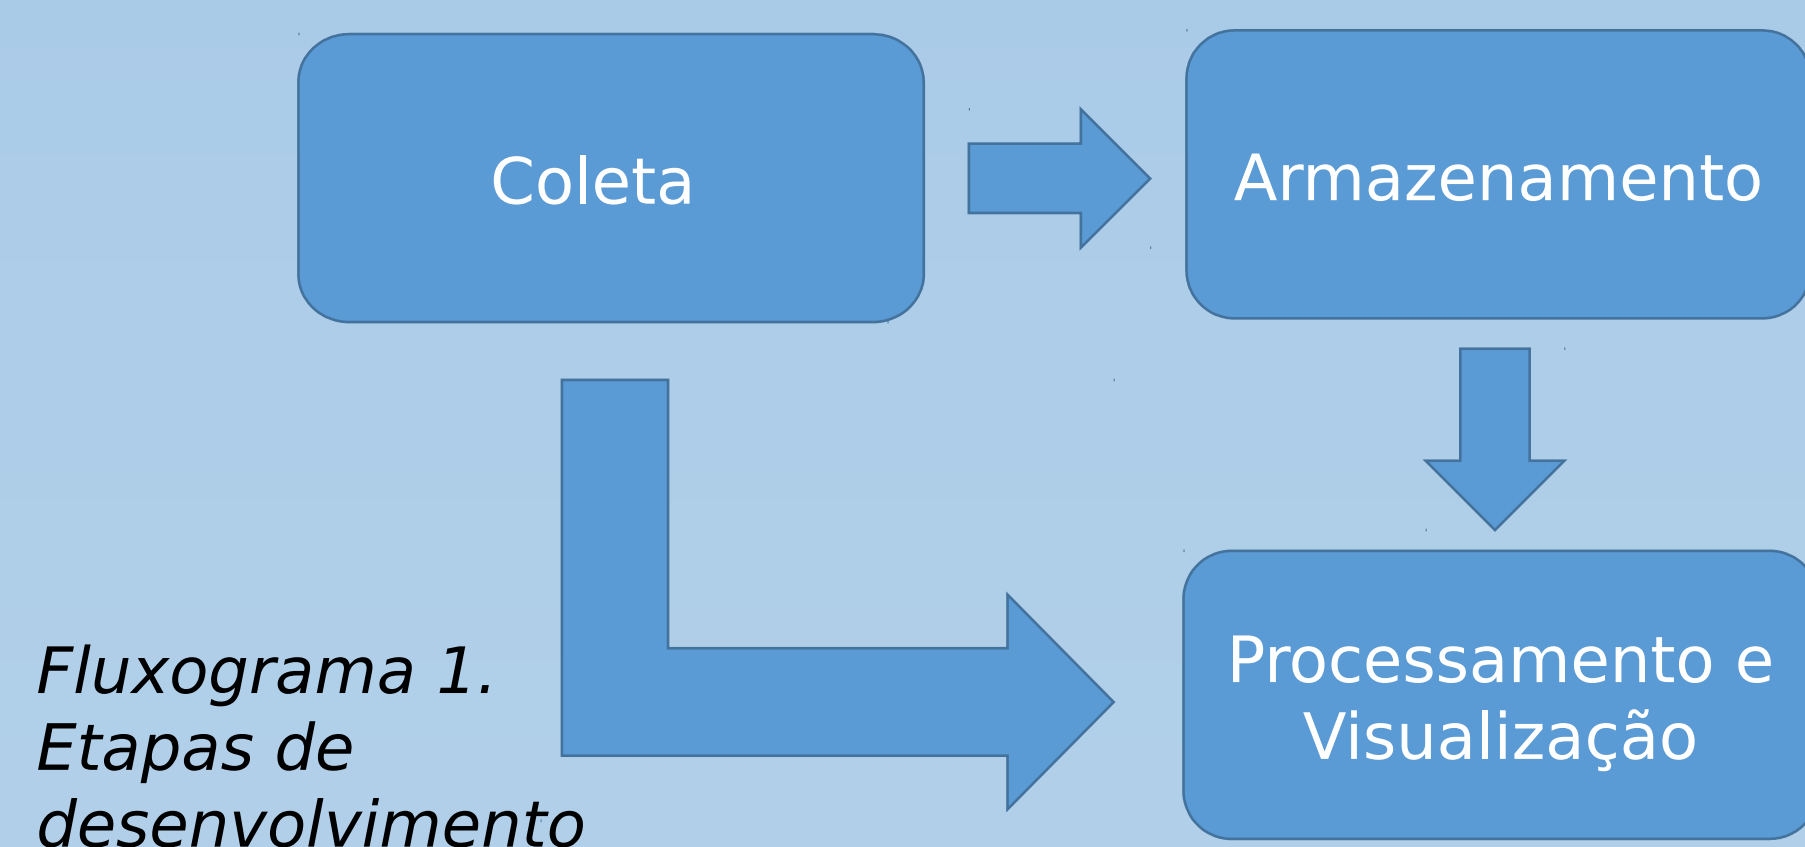 Coleta
Armazenamento
Processamento e
Visualização
Fluxograma 1.
Etapas de
desenvolvimento